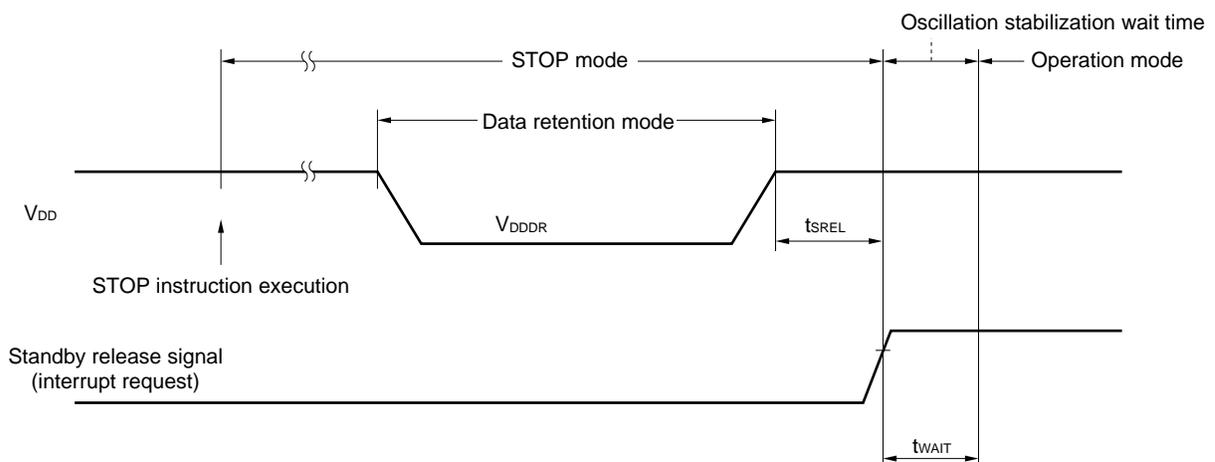 Oscillation stabilization wait time
STOP mode
Operation mode
Data retention mode
VDD
VDDDR
tSREL
STOP instruction execution
Standby release signal
(interrupt request)
tWAIT